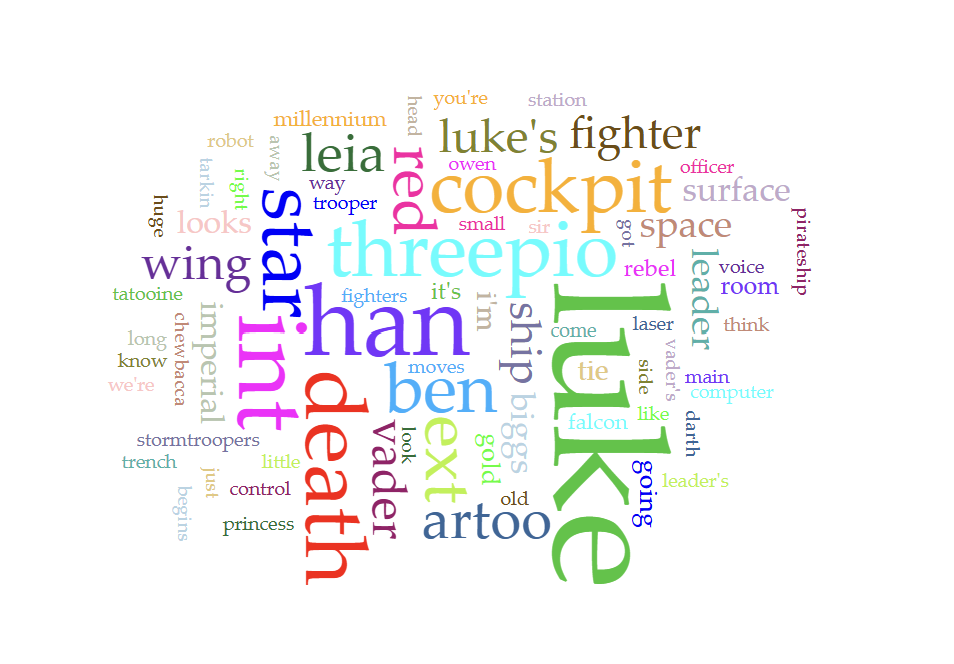 you're
station
head
millennium
luke's
fighter
robot
away
leia
red
owen
cockpit
officer
tarkin
right
way
surface
huge
looks
star
trooper
small
sir
got
space
pirateship
threepio
wing
rebel
leader
voice
room
tatooine
fighters
it's
i'm
han
luke
imperial
int
ship
come
laser
think
long
chewbacca
know
we're
moves
tie
side
vader's
main
computer
death
ben
biggs
falcon
like
darth
stormtroopers
vader
look
ext
gold
trench
little
just
control
old
going
leader's
begins
princess
artoo